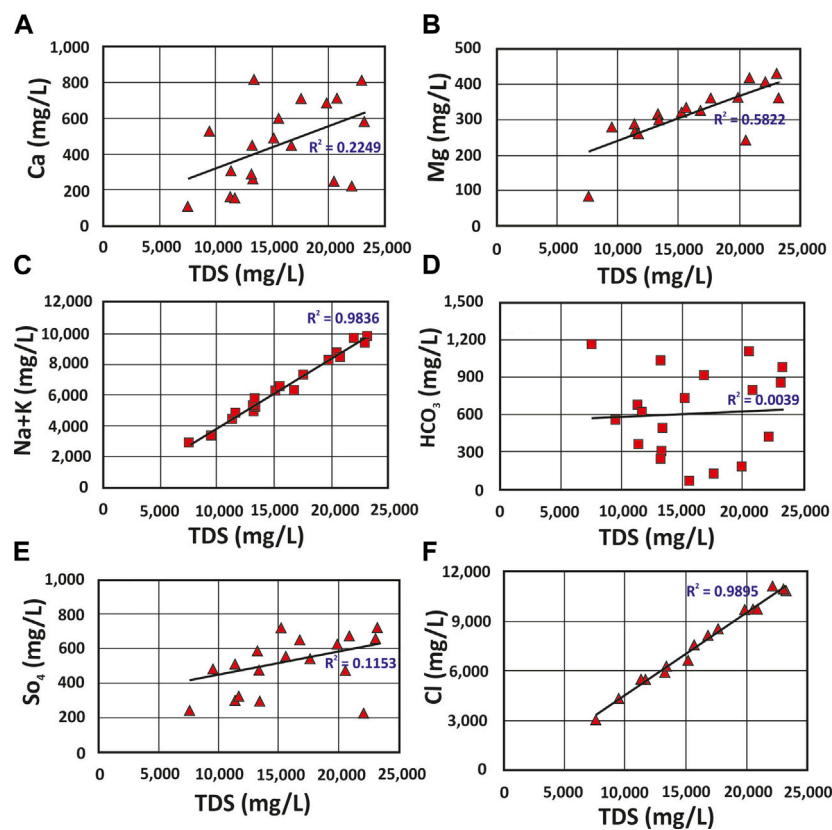 A
Ca (mg/L)
1,000
800
600
400
200
0
R² = 0.2249
0 5,000 10,000 15,000 20,000 25,000
TDS (mg/L)
B
Mg (mg/L)
500
400
300
200
100
0
R² = 0.5822
0 5,000 10,000 15,000 20,000 25,000
TDS (mg/L)
C
Na+K (mg/L)
12,000
10,000
8,000
6,000
4,000
2,000
0
R² = 0.9836
0 5,000 10,000 15,000 20,000 25,000
TDS (mg/L)
D
HCO₃ (mg/L)
1,500
1,200
900
600
300
0
R² = 0.0039
0 5,000 10,000 15,000 20,000 25,000
TDS (mg/L)
E
So₄ (mg/L)
1,000
800
600
400
200
0
R² = 0.1153
0 5,000 10,000 15,000 20,000 25,000
TDS (mg/L)
F
Cl (mg/L)
12,000
9,000
6,000
3,000
0
R² = 0.9895
0 5,000 10,000 15,000 20,000 25,000
TDS (mg/L)